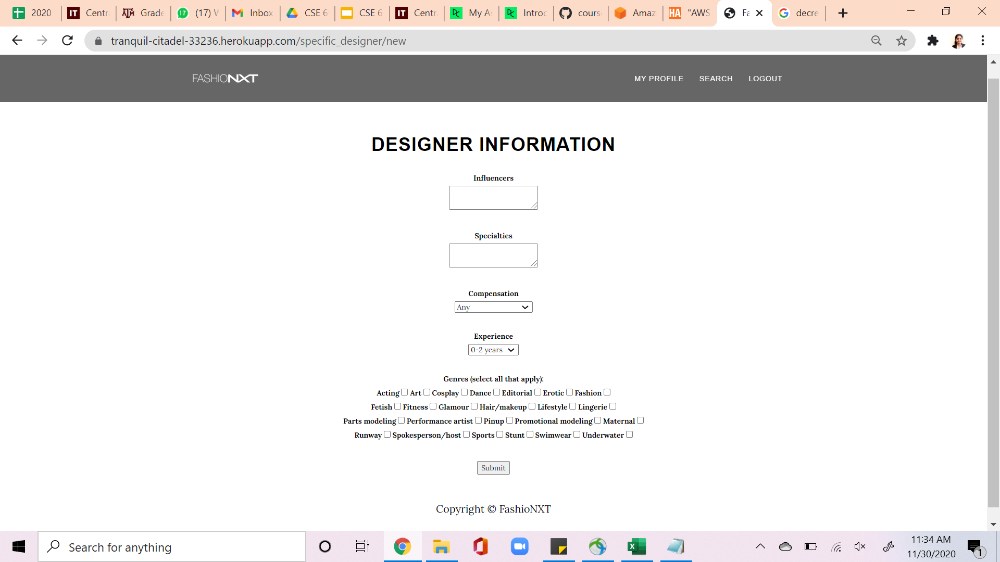 2020
Centr
Grade
(17) W
Inbox
CSE 6
CSE 6
Centr
My As
Introd
cours
Amaz
"AWS
Fa
decre
tranquil-citadel-33236.herokuapp.com/specific_designer/new
FASHIONXT
MY PROFILE
SEARCH
LOGOUT
DESIGNER INFORMATION
Influencers
Specialties
Compensation
Any
Experience
0-2 years
Genres (select all that apply):
Acting Art Cosplay Dance Editorial Erotic Fashion
Fetish Fitness Glamour Hair/makeup Lifestyle Lingerie
Parts modeling Performance artist Pinup Promotional modeling Maternal
Runway Spokesperson/host Sports Stunt Swimwear Underwater
Submit
Copyright © FashioNXT
Search for anything
11:34 AM
11/30/2020
1